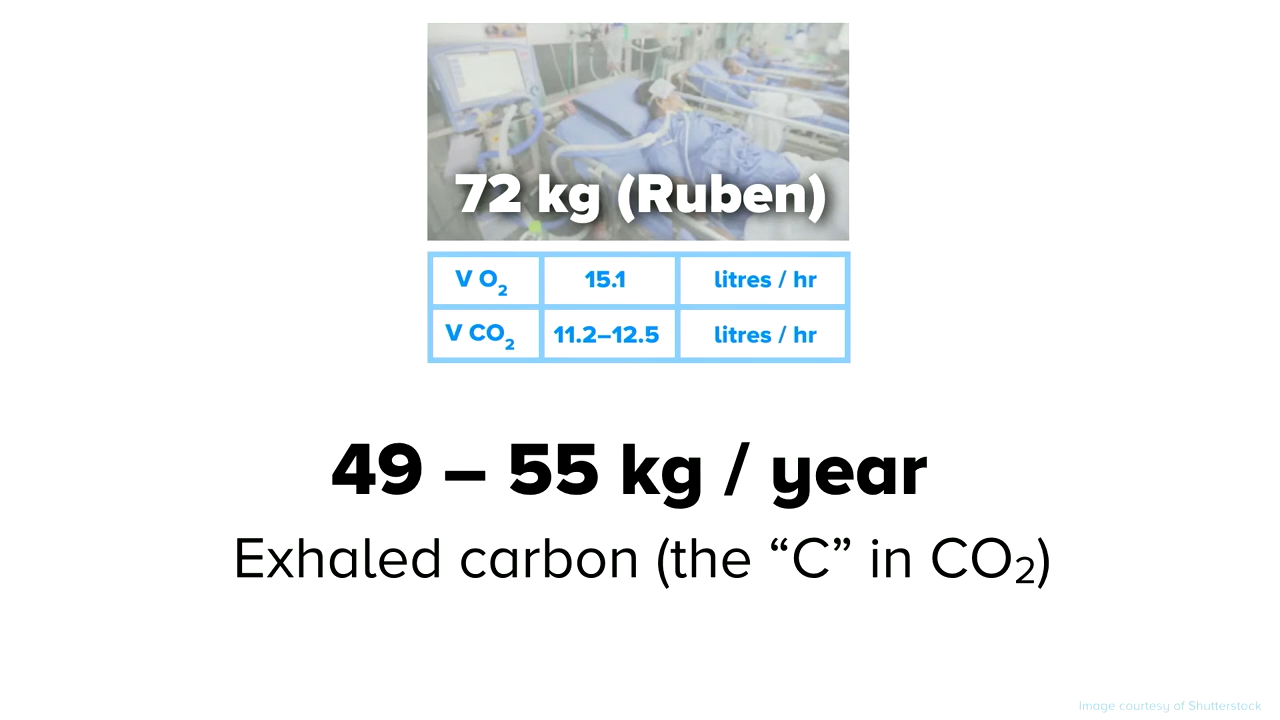 72 kg (Ruben)
V O₂ 15.1 litres / hr
V CO₂ 11.2–12.5 litres / hr
49 – 55 kg / year
Exhaled carbon (the “C” in CO₂)
Image courtesy of Shutterstock